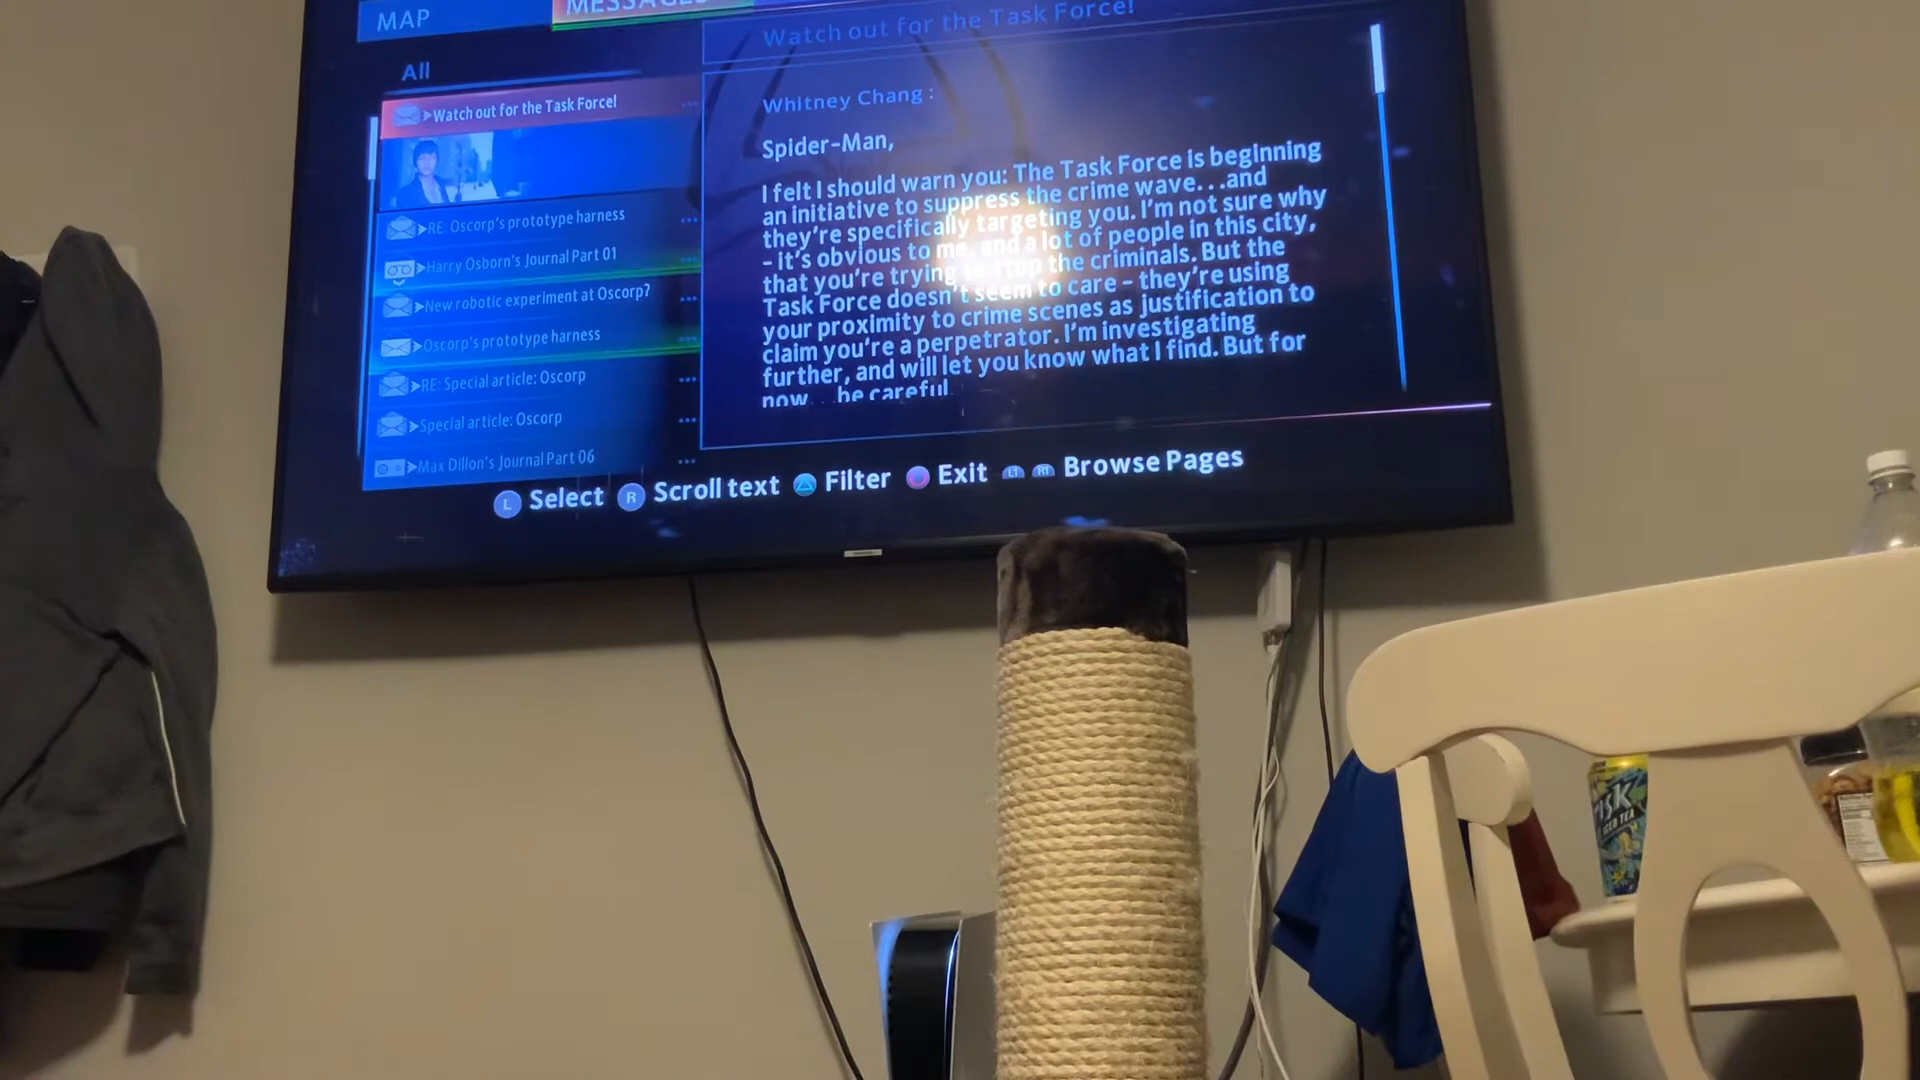 MAP
MESSAGES
All
Watch out for the Task Force!
RE: Oscorp's prototype harness
Harry Osborn's Journal Part 01
New robotic experiment at Oscorp?
Oscorp's prototype harness
RE: Special article: Oscorp
Special article: Oscorp
Max Dillon's Journal Part 06
Watch out for the Task Force!
Whitney Chang :
Spider-Man,
I felt I should warn you: The Task Force is beginning
an initiative to suppress the crime wave...and
they're specifically targeting you. I'm not sure why
- it's obvious to me, and a lot of people in this city,
that you're trying to stop the criminals. But the
Task Force doesn't seem to care - they're using
your proximity to crime scenes as justification to
claim you're a perpetrator. I'm investigating
further, and will let you know what I find. But for
now... be careful
L Select R Scroll text Filter Exit L1 R1 Browse Pages
ISK
ICED TEA